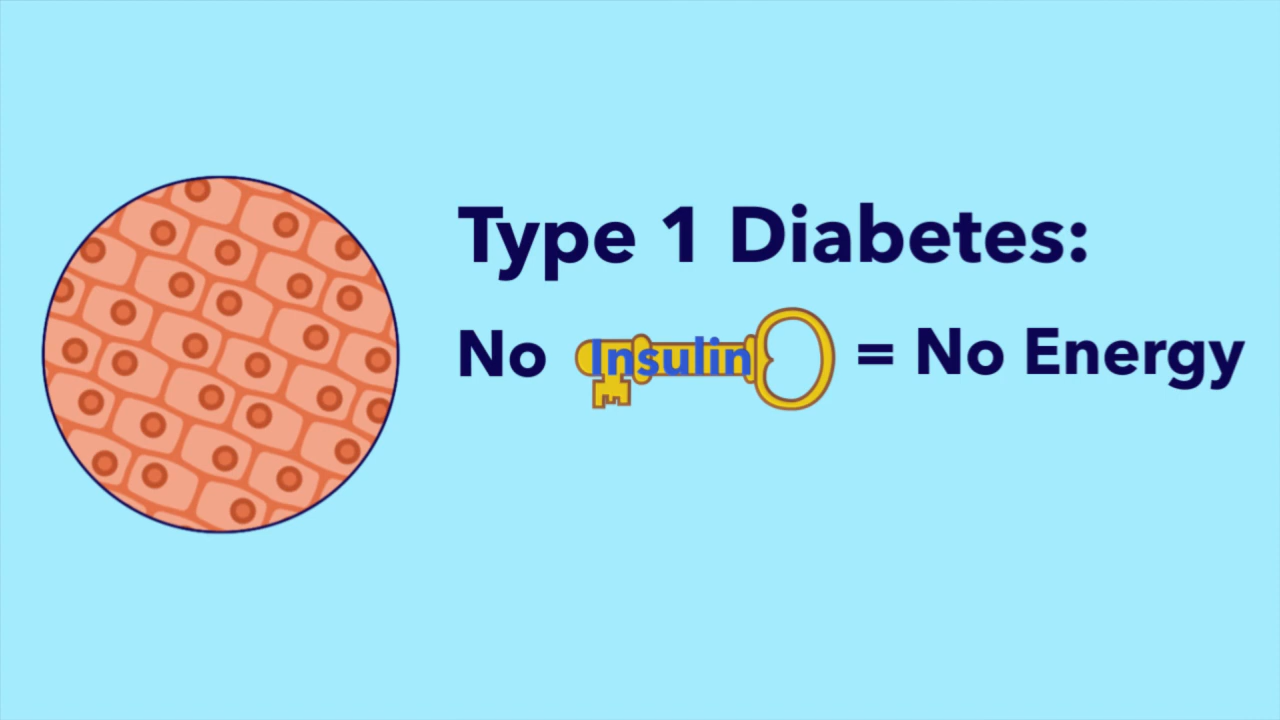 Type 1 Diabetes:
No Insulin = No Energy